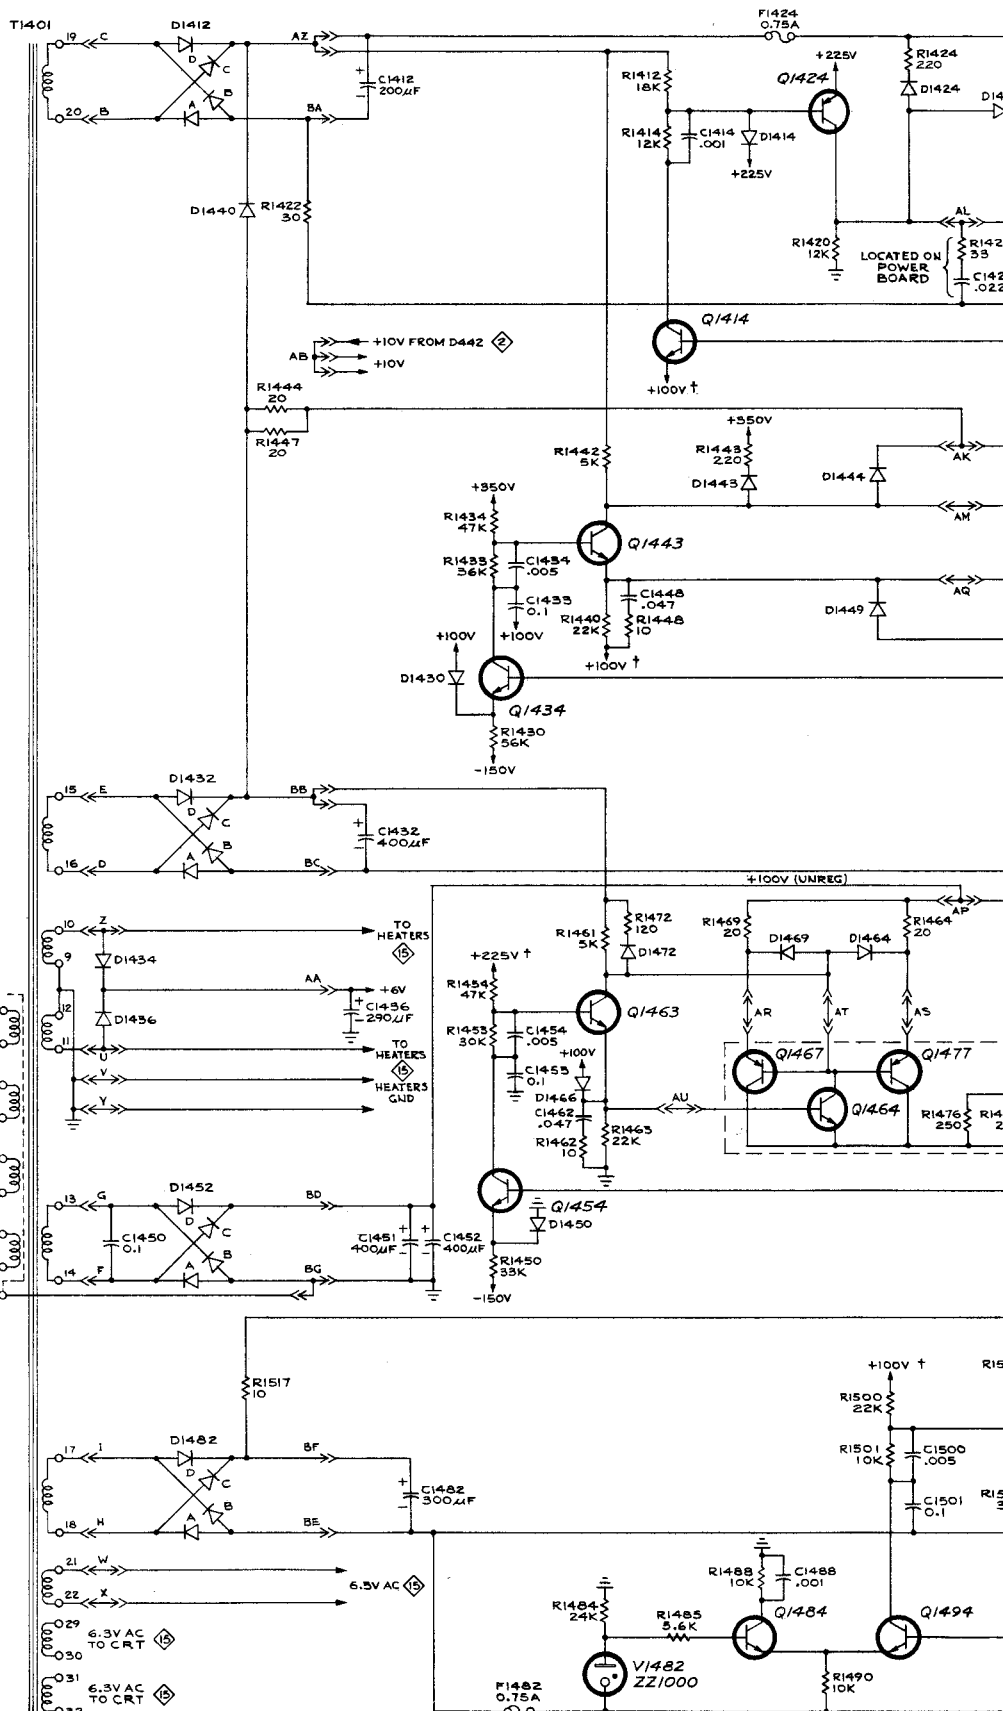 T1401
19
C
D1412
D
C
B
A
20
B
AZ
BA
+
-
C1412
200µF
F1424
0.75A
R1412
18K
R1414
12K
C1414
.001
D1414
+225V
+225V
Q1424
R1424
220
D1424
D1440
R1422
30
R1420
12K
AL
LOCATED ON
POWER
BOARD
Q1414
+100V †
AB
+10V FROM D442 2
+10V
R1444
20
R1447
20
R1442
5K
+350V
R1443
220
D1443
D1444
AK
AM
+350V
R1434
47K
R1433
36K
C1434
.005
C1433
0.1
+100V
Q1443
C1448
.047
R1440
22K
R1448
10
+100V †
D1449
AQ
+100V
D1430
Q1434
R1430
56K
-150V
15
E
D1432
D
C
B
A
16
D
BB
BC
+
-
C1432
400µF
+100V (UNREG)
10
Z
9
12
11
U
V
Y
D1434
D1436
AA
TO
HEATERS
15
+6V
+
-
C1436
290µF
TO
HEATERS
15
HEATERS
GND
R1461
5K
R1472
120
D1472
+225V †
R1454
47K
R1453
30K
C1454
.005
C1453
0.1
Q1463
+100V
D1466
C1462
.047
R1462
10
R1463
22K
AU
R1469
20
D1469
D1464
R1464
20
AP
AR
AT
AS
Q1467
Q1477
Q1464
R1476
250
13
G
D1452
D
C
B
A
14
F
C1450
0.1
BD
BG
+
-
C1451
400µF
+
-
C1452
400µF
Q1454
D1450
R1450
33K
-150V
R1517
10
17
I
D1482
D
C
B
A
18
H
BF
BE
+
-
C1482
300µF
+100V †
R1500
22K
R1501
10K
C1500
.005
C1501
0.1
21
W
22
X
6.3V AC 15
29
30
6.3V AC
TO CRT 15
31
6.3V AC
TO CRT 15
R1484
24K
R1485
5.6K
R1488
10K
C1488
.001
Q1484
Q1494
V1482
ZZ1000
F1482
0.75A
R1490
10K